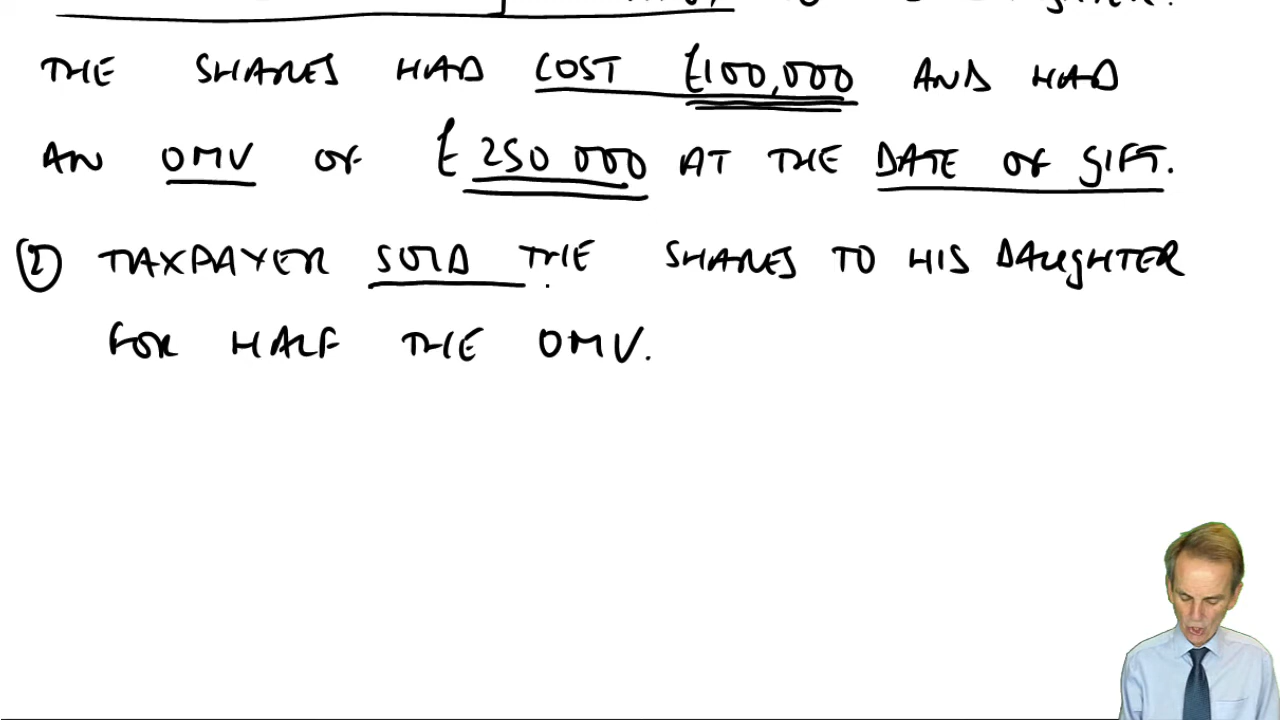 THE SHARES HAD COST £100,000 AND HAD
AN OMV OF £250 000 AT THE DATE OF GIFT.
(2) TAXPAYER SOLD THE SHARES TO HIS DAUGHTER
FOR HALF THE OMV.